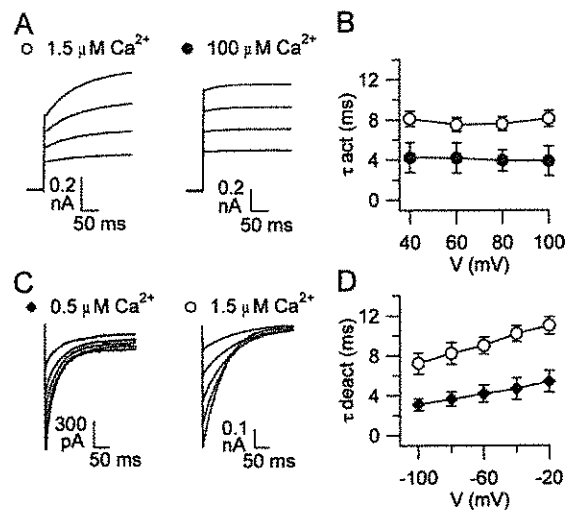 A
○ 1.5 μM Ca²⁺
● 100 μM Ca²⁺
0.2
nA
50 ms
0.2
nA
50 ms
B
τ act (ms)
12
8
4
0
40
60
80
100
V (mV)
C
◆ 0.5 μM Ca²⁺
○ 1.5 μM Ca²⁺
300
pA
50 ms
0.1
nA
50 ms
D
τ deact (ms)
12
8
4
0
-100
-60
-20
V (mV)